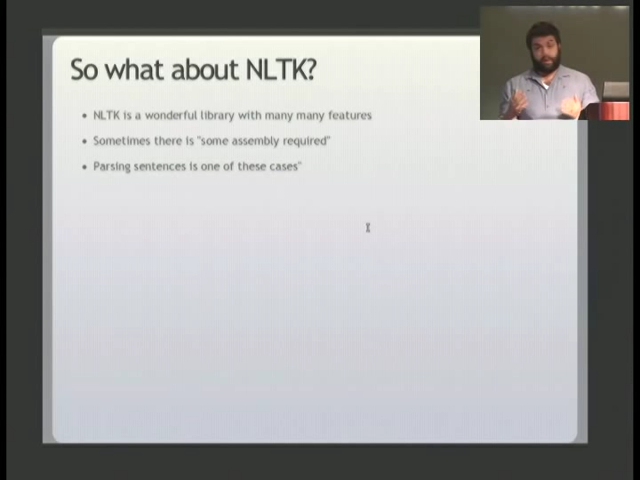 So what about NLTK?
NLTK is a wonderful library with many many features
Sometimes there is "some assembly required"
Parsing sentences is one of these cases"